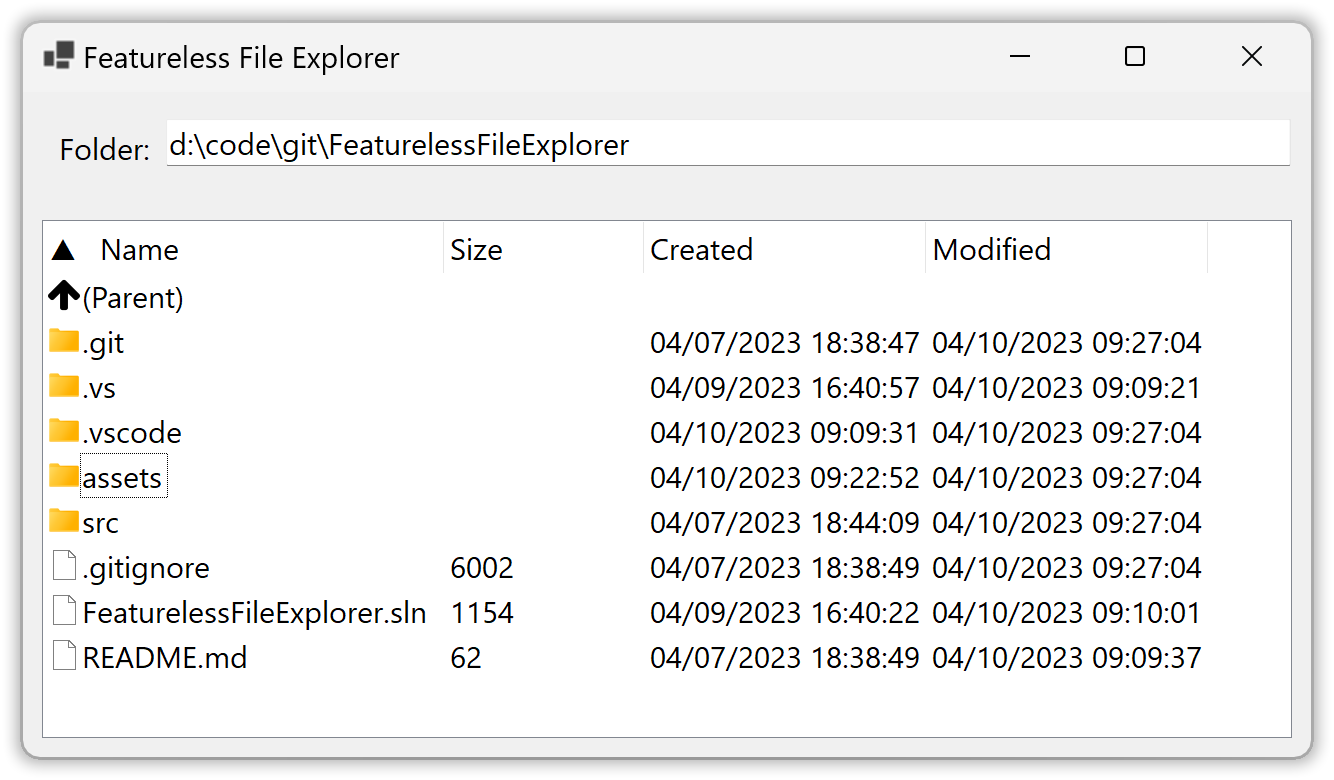 Featureless File Explorer
Folder: d:\code\git\FeaturelessFileExplorer
Name Size Created Modified
(Parent)
.git 04/07/2023 18:38:47 04/10/2023 09:27:04
.vs 04/09/2023 16:40:57 04/10/2023 09:09:21
.vscode 04/10/2023 09:09:31 04/10/2023 09:27:04
assets 04/10/2023 09:22:52 04/10/2023 09:27:04
src 04/07/2023 18:44:09 04/10/2023 09:27:04
.gitignore 6002 04/07/2023 18:38:49 04/10/2023 09:27:04
FeaturelessFileExplorer.sln 1154 04/09/2023 16:40:22 04/10/2023 09:10:01
README.md 62 04/07/2023 18:38:49 04/10/2023 09:09:37